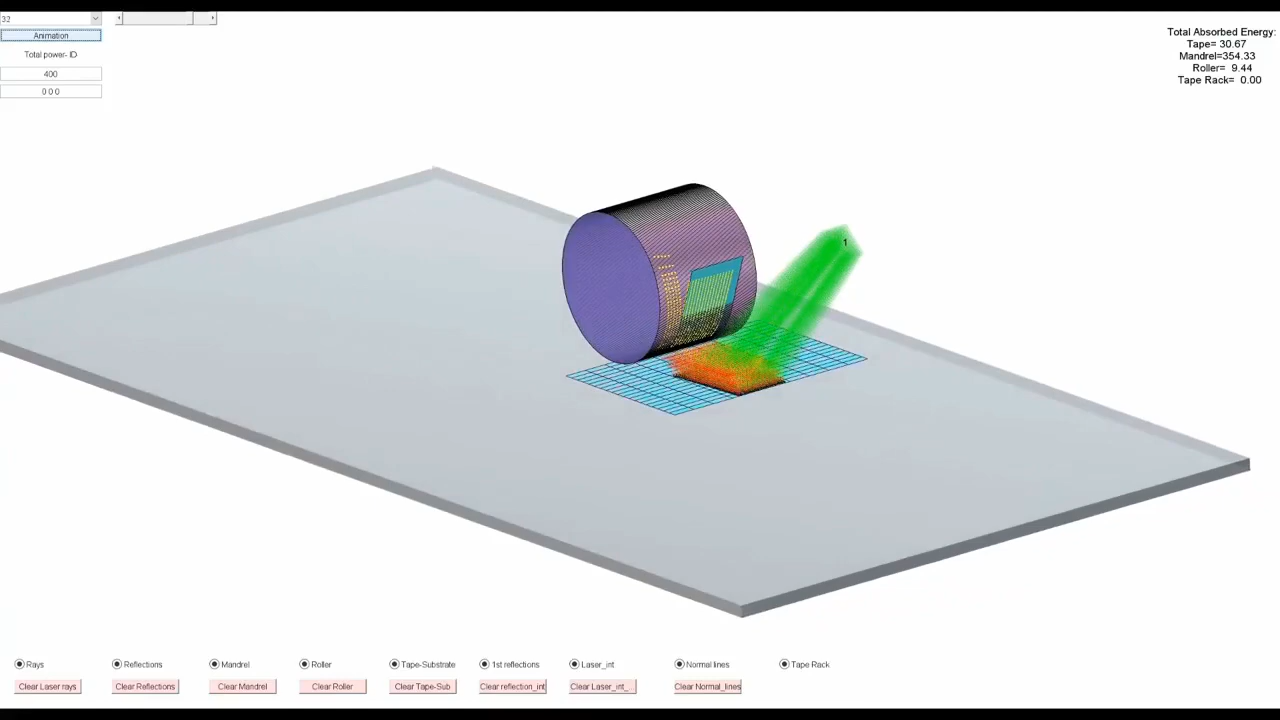 32
Animation
Total power- ID
400
0 0 0
Total Absorbed Energy:
Tape= 30.67
Mandrel=354.33
Roller= 9.44
Tape Rack= 0.00
1
Rays
Reflections
Mandrel
Roller
Tape-Substrate
1st reflections
Laser_int
Normal lines
Tape Rack
Clear Laser rays
Clear Reflections
Clear Mandrel
Clear Roller
Clear Tape-Sub
Clear reflection_int
Clear Laser_int_
Clear Normal_lines